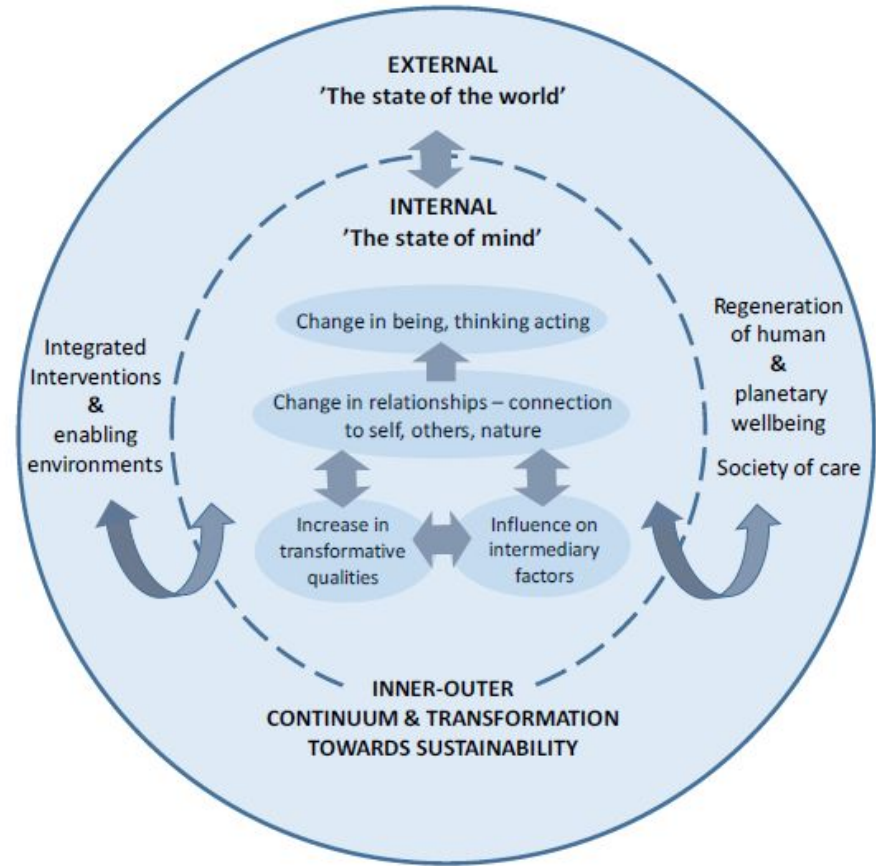 EXTERNAL
’The state of the world’
INTERNAL
’The state of mind’
Change in being, thinking acting
Change in relationships – connection
to self, others, nature
Increase in
transformative
qualities
Influence on
intermediary
factors
Integrated
Interventions
&
enabling
environments
Regeneration
of human
&
planetary
wellbeing
Society of care
INNER-OUTER
CONTINUUM & TRANSFORMATION
TOWARDS SUSTAINABILITY